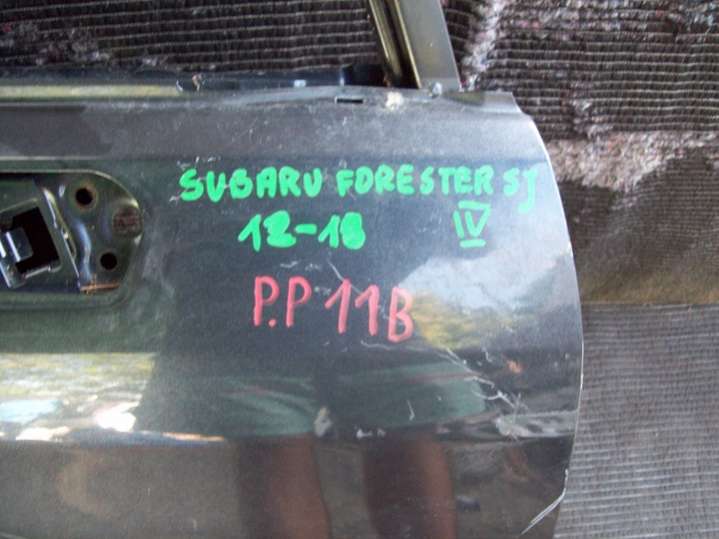 SUBARU FORESTER SJ
12-18 IV
P.P 11B